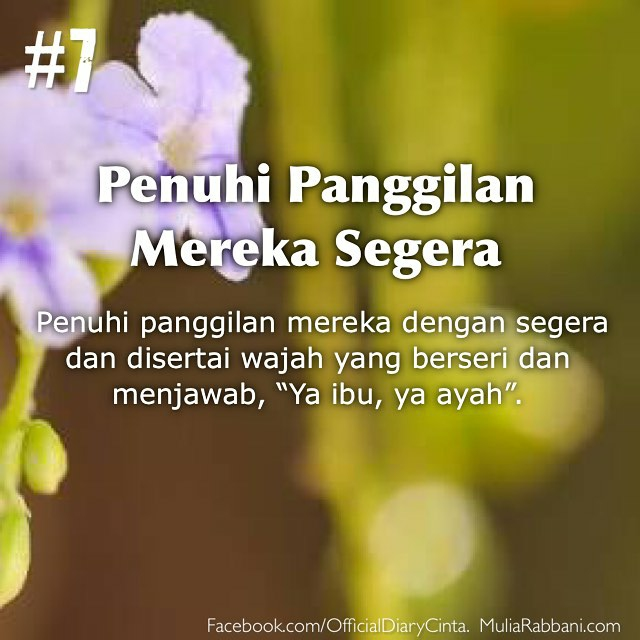 #7
Penuhi Panggilan
Mereka Segera
Penuhi panggilan mereka dengan segera
dan disertai wajah yang berseri dan
menjawab, “Ya ibu, ya ayah”.
Facebook.com/OfficialDiaryCinta. MuliaRabbani.com